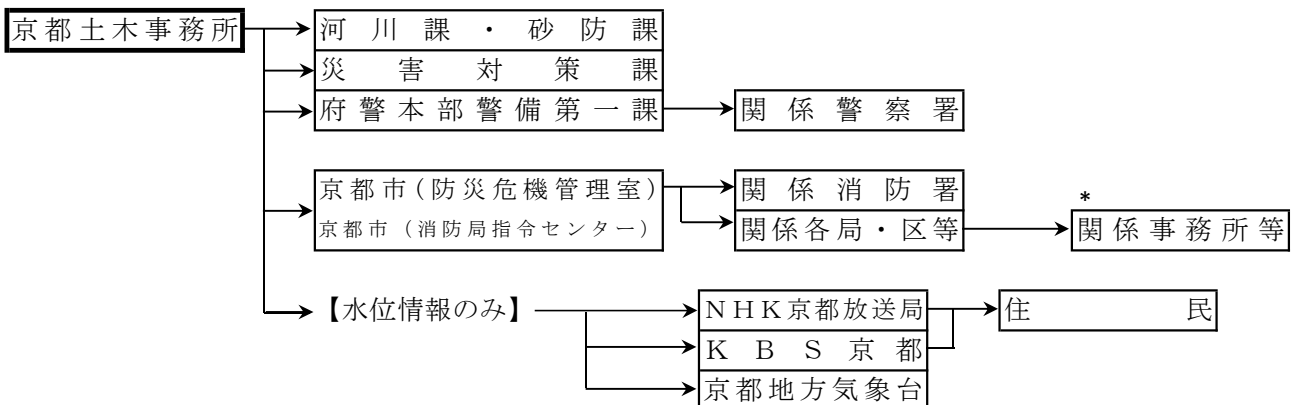 京都土木事務所
河川課・砂防課
災害対策課
府警本部警備第一課
関係警察署
京都市(防災危機管理室)
京都市（消防局指令センター）
関係消防署
関係各局・区等
*
関係事務所等
【水位情報のみ】
ＮＨＫ京都放送局
ＫＢＳ京都
京都地方気象台
住民